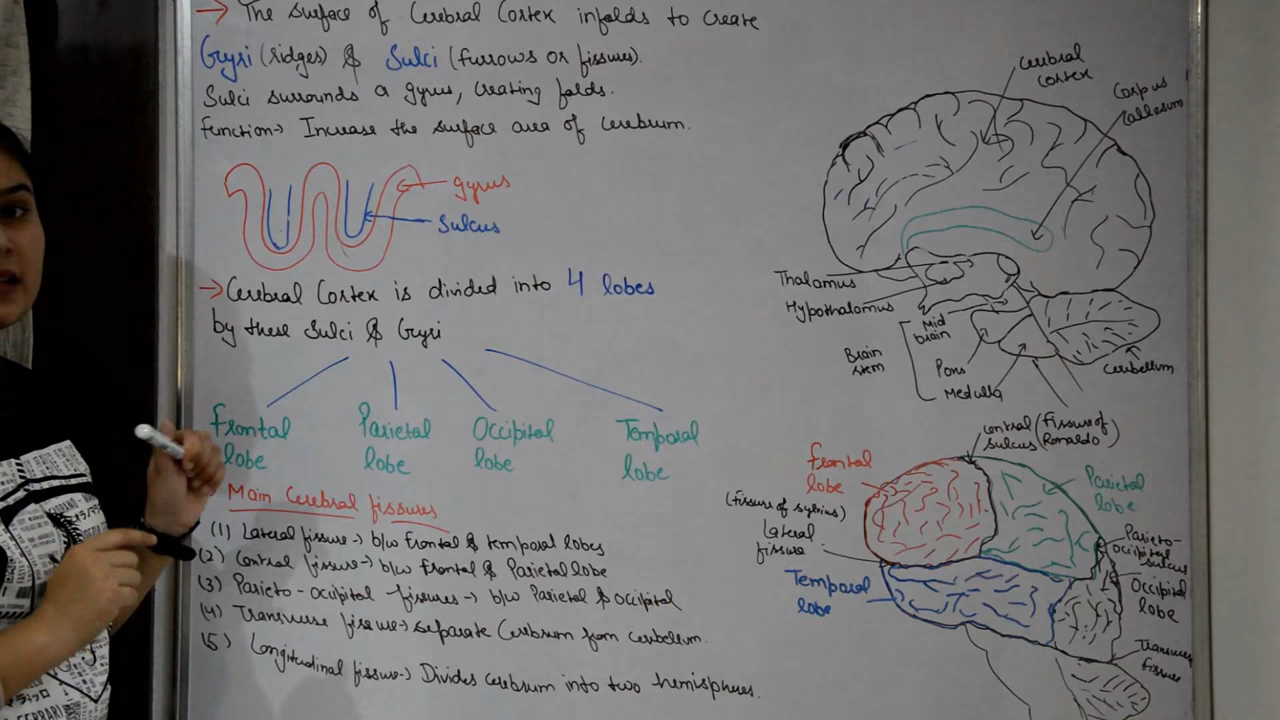 → The surface of Cerebral Cortex infolds to create
Gyri (ridges) & Sulci (furrows or fissures).
Sulci surrounds a gyrus, creating folds.
Function→ Increase the surface area of cerebrum.
gyrus
Sulcus
→ Cerebral Cortex is divided into 4 lobes
by these Sulci & Gyri
Frontal lobe
Parietal lobe
Occipital lobe
Temporal lobe
Main Cerebral fissures
(1) Lateral fissure→ b/w Frontal & temporal lobes
(2) Central fissure→ b/w Frontal & Parietal lobe
(3) Parieto-Occipital fissures→ b/w Parietal & Occipital
(4) Transverse fissure→ separate Cerebrum from cerebellum.
(5) Longitudinal fissure→ Divides cerebrum into two hemispheres.
Cerebral
cortex
Corpus
callosum
Thalamus
Hypothalamus
Mid
brain
Brain
stem
Pons
Medulla
Cerebellum
central (fissure of
sulcus Ronaldo)
Frontal
lobe
Parietal
lobe
(fissure of sylvius)
Lateral
fissure
Parieto-
occipital
sulcus
Temporal
lobe
Occipital
lobe
Transverse
fissure
FERRARI